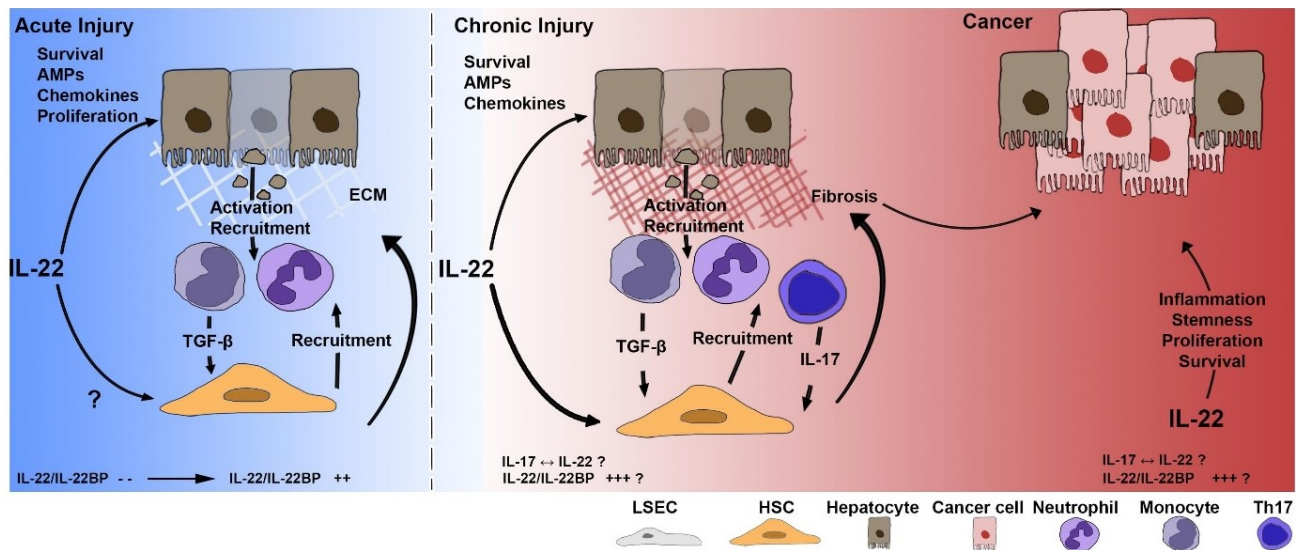 Acute Injury
Survival
AMPs
Chemokines
Proliferation
ECM
Activation
Recruitment
IL-22
TGF-β
Recruitment
?
IL-22/IL-22BP - -
IL-22/IL-22BP ++
Chronic Injury
Survival
AMPs
Chemokines
Activation
Recruitment
Fibrosis
IL-22
TGF-β
Recruitment
IL-17
IL-17 ↔ IL-22 ?
IL-22/IL-22BP +++ ?
Cancer
Inflammation
Stemness
Proliferation
Survival
IL-22
IL-17 ↔ IL-22 ?
IL-22/IL-22BP +++ ?
LSEC
HSC
Hepatocyte
Cancer cell
Neutrophil
Monocyte
Th17